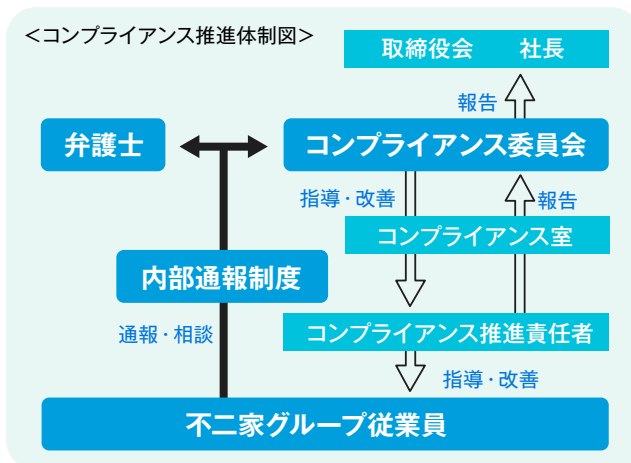 ＜コンプライアンス推進体制図＞
取締役会　社長
報告
弁護士
コンプライアンス委員会
指導・改善
報告
コンプライアンス室
内部通報制度
通報・相談
コンプライアンス推進責任者
指導・改善
不二家グループ従業員